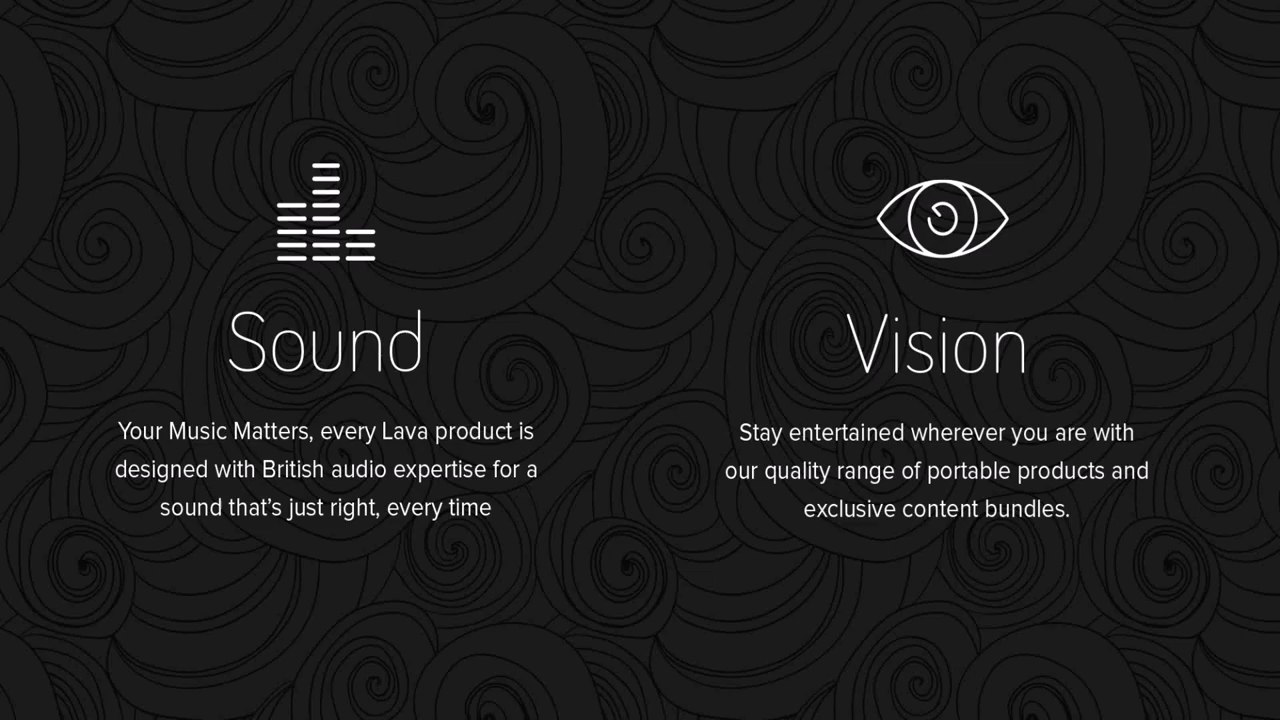 Sound
Your Music Matters, every Lava product is
designed with British audio expertise for a
sound that’s just right, every time
Vision
Stay entertained wherever you are with
our quality range of portable products and
exclusive content bundles.